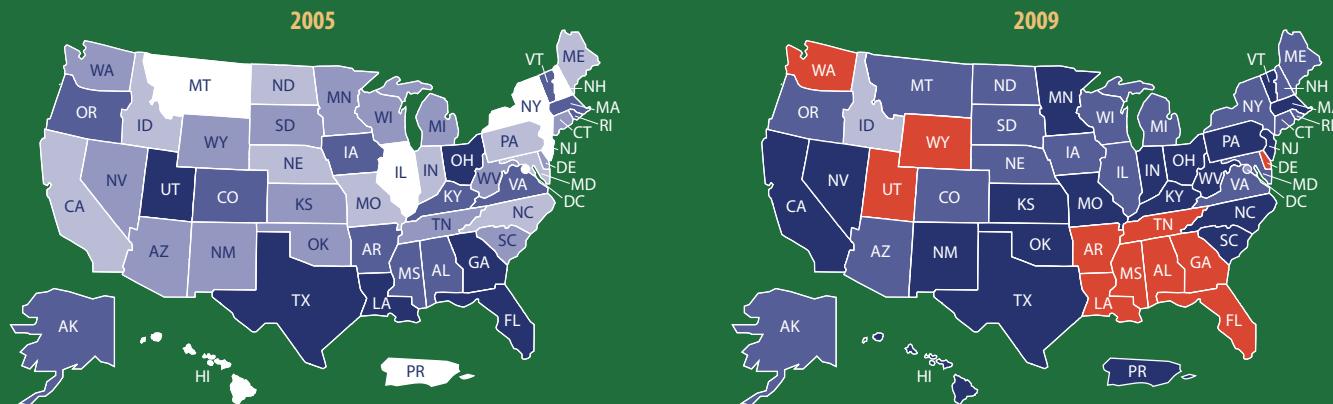 2005
WA
OR
CA
ID
NV
MT
WY
UT
AZ
CO
NM
ND
SD
NE
KS
OK
TX
MN
IA
MO
AR
LA
WI
IL
MS
MI
IN
KY
TN
AL
OH
WV
GA
FL
SC
NC
VA
PA
NY
VT
ME
NH
MA
RI
CT
NJ
DE
MD
DC
AK
HI
PR
2009
WA
OR
CA
ID
NV
MT
WY
UT
AZ
CO
NM
ND
SD
NE
KS
OK
TX
MN
IA
MO
AR
LA
WI
IL
MS
MI
IN
KY
TN
AL
OH
WV
GA
FL
SC
NC
VA
PA
NY
VT
ME
NH
RI
CT
NJ
DE
MD
DC
AK
HI
PR